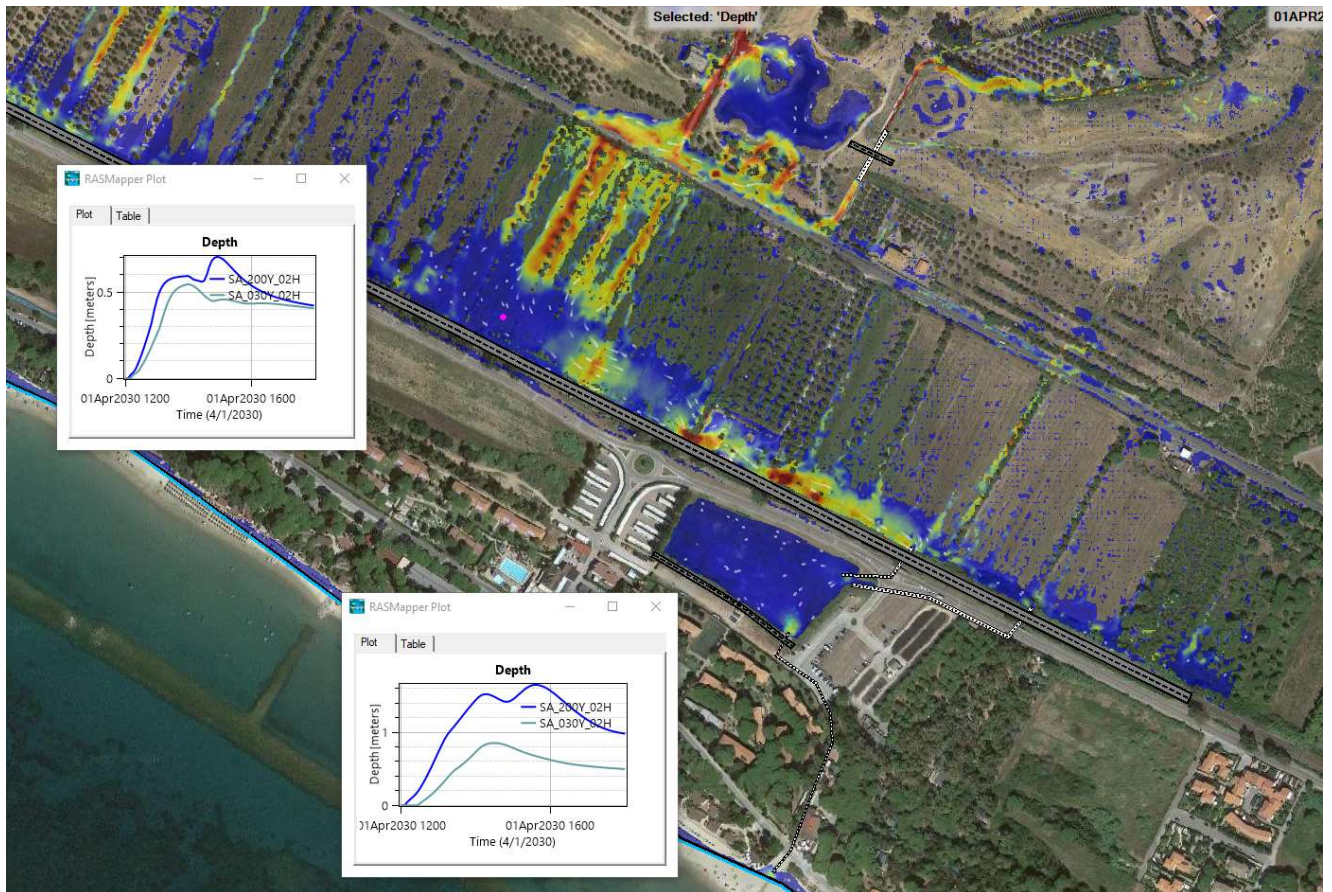 Selected: 'Depth'
01APR2
RASMapper Plot
Plot
Table
Depth
0.5
0
Depth [meters]
SA_200Y_02H
SA_030Y_02H
01Apr2030 1200
01Apr2030 1600
Time (4/1/2030)
RASMapper Plot
Plot
Table
Depth
1
0
Depth [meters]
SA_200Y_02H
SA_030Y_02H
01Apr2030 1200
01Apr2030 1600
Time (4/1/2030)